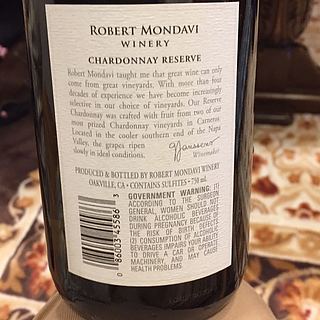 ROBERT MONDAVI
WINERY
CHARDONNAY RESERVE
Robert Mondavi taught me that great wine can only
come from great vineyards. With more than four
decades of experience we have become increasingly
selective in our choice of vineyards. Our Reserve
Chardonnay was crafted with fruit from two of our
most prized Chardonnay vineyards in Carneros.
Located in the cooler southern end of the Napa
Valley, the grapes ripen
slowly in ideal conditions. Winemaker
PRODUCED & BOTTLED BY ROBERT MONDAVI WINERY
OAKVILLE, CA • CONTAINS SULFITES • 750 ml.
GOVERNMENT WARNING: (1)
ACCORDING TO THE SURGEON
GENERAL, WOMEN SHOULD NOT
DRINK ALCOHOLIC BEVERAGES
DURING PREGNANCY BECAUSE OF
THE RISK OF BIRTH DEFECTS.
(2) CONSUMPTION OF ALCOHOLIC
BEVERAGES IMPAIRS YOUR ABILITY
TO DRIVE A CAR OR OPERATE
MACHINERY, AND MAY CAUSE
HEALTH PROBLEMS.
0 86003 45586 3